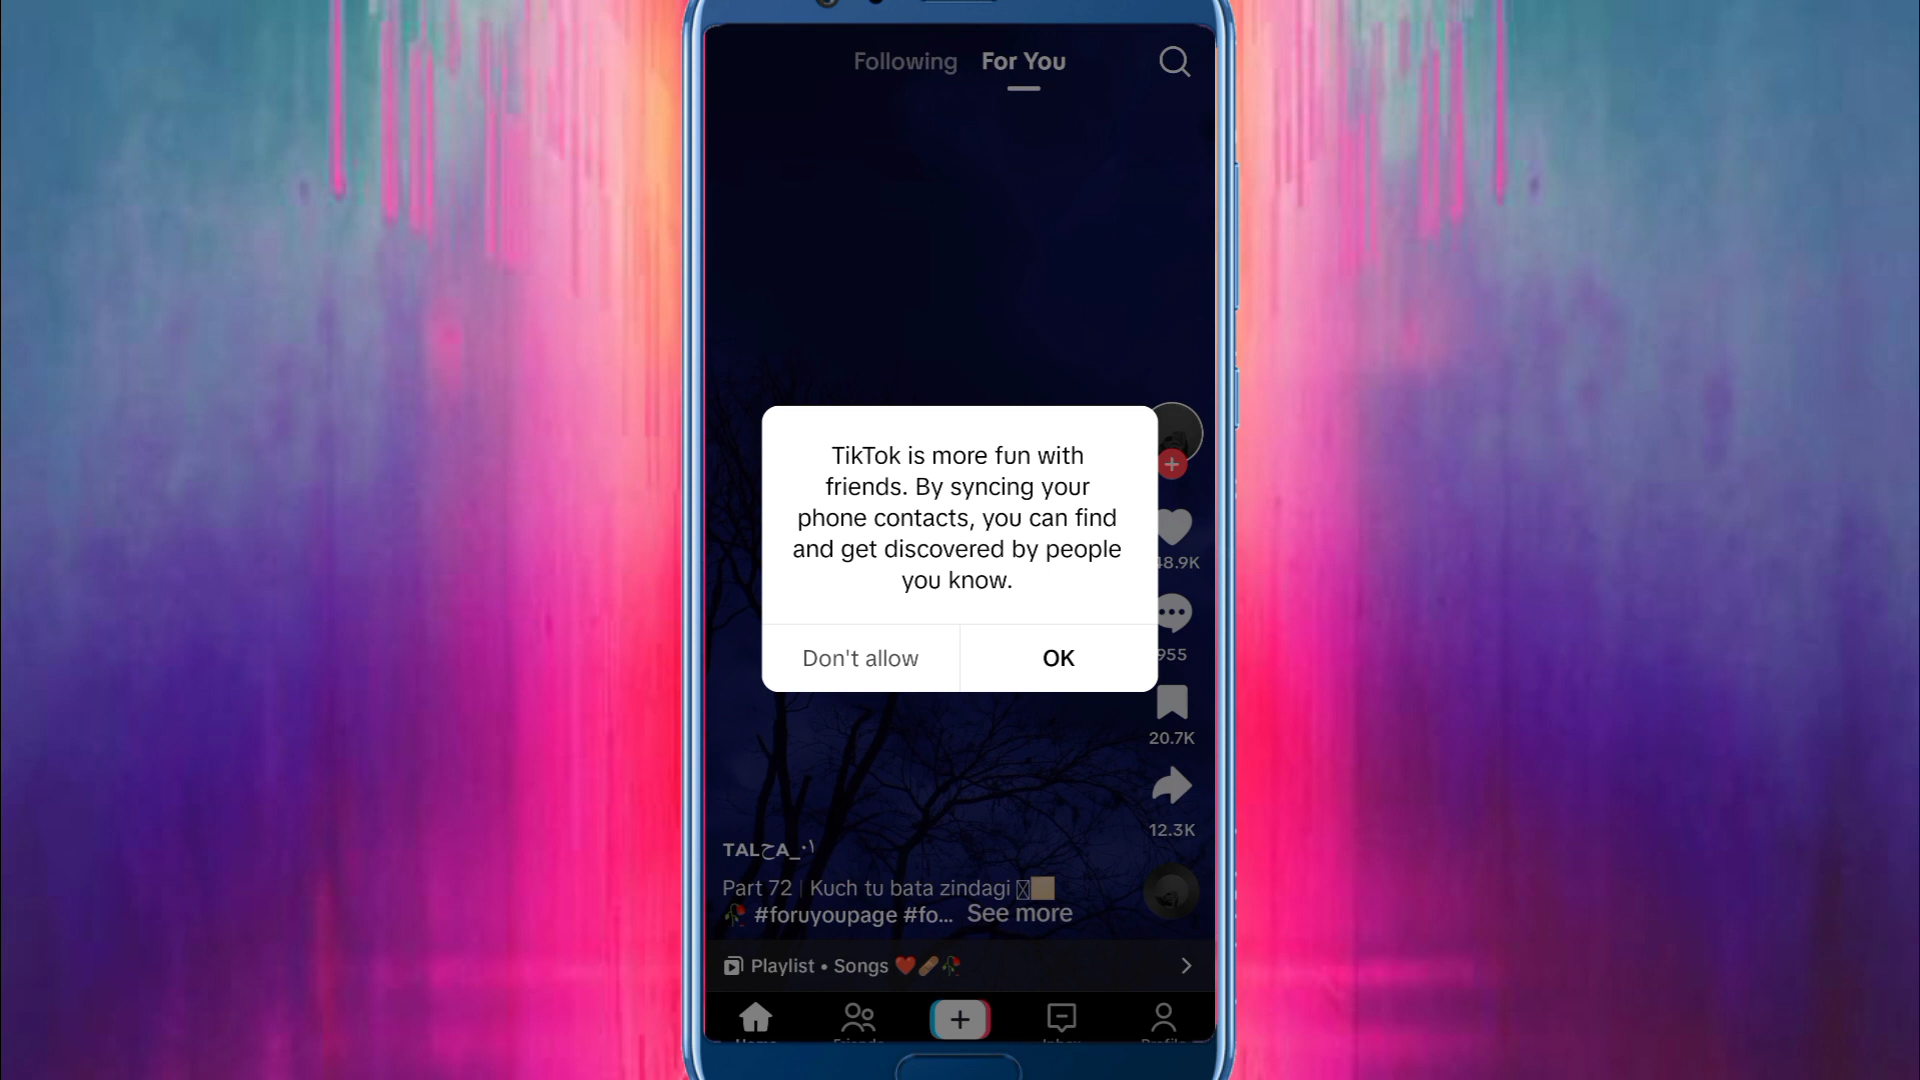 Following For You
TikTok is more fun with
friends. By syncing your
phone contacts, you can find
and get discovered by people
you know.
Don't allow OK
8.9K
955
20.7K
12.3K
Part 72 | Kuch tu bata zindagi
🥀 #foruyoupage #fo... See more
Playlist • Songs ❤️🩹🥀